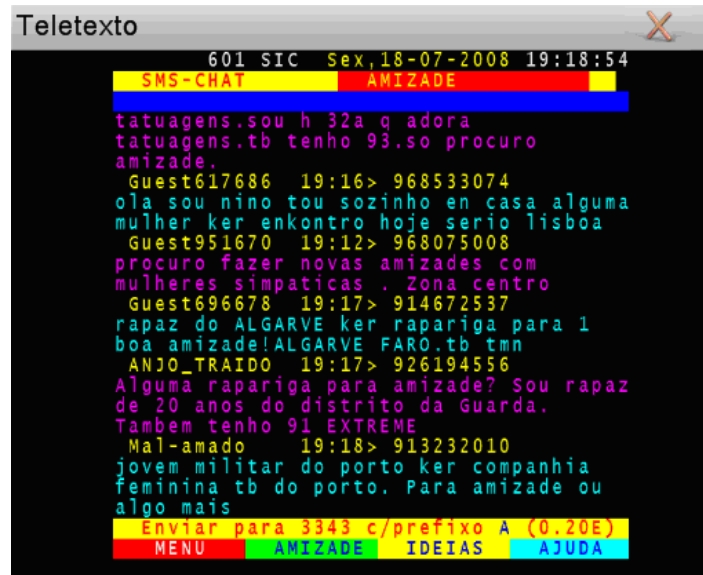 Teletexto
601 SIC Sex,18-07-2008 19:18:54
SMS-CHAT AMIZADE
tatuagens.sou h 32a q adora
tatuagens.tb tenho 93.so procuro
amizade.
Guest617686 19:16> 968533074
ola sou nino tou sozinho en casa alguma
mulher ker enkontro hoje serio lisboa
Guest951670 19:12> 968075008
procuro fazer novas amizades com
mulheres simpaticas . Zona centro
Guest696678 19:17> 914672537
rapaz do ALGARVE ker rapariga para 1
boa amizade!ALGARVE FARO.tb tmn
ANJO_TRAIDO 19:17> 926194556
Alguma rapariga para amizade? Sou rapaz
de 20 anos do distrito da Guarda.
Tambem tenho 91 EXTREME
Mal-amado 19:18> 913232010
jovem militar do porto ker companhia
feminina tb do porto. Para amizade ou
algo mais
Enviar para 3343 c/prefixo A (0.20E)
MENU AMIZADE IDEIAS AJUDA